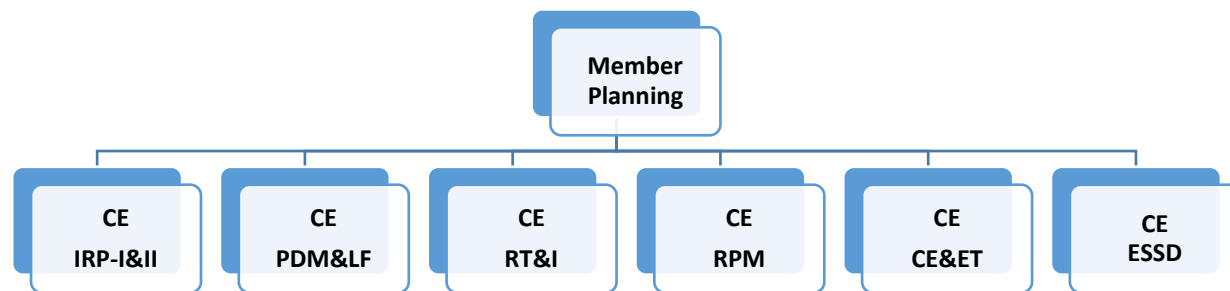 Member
Planning
CE
IRP-I&II
CE
PDM&LF
CE
RT&I
CE
RPM
CE
CE&ET
CE
ESSD